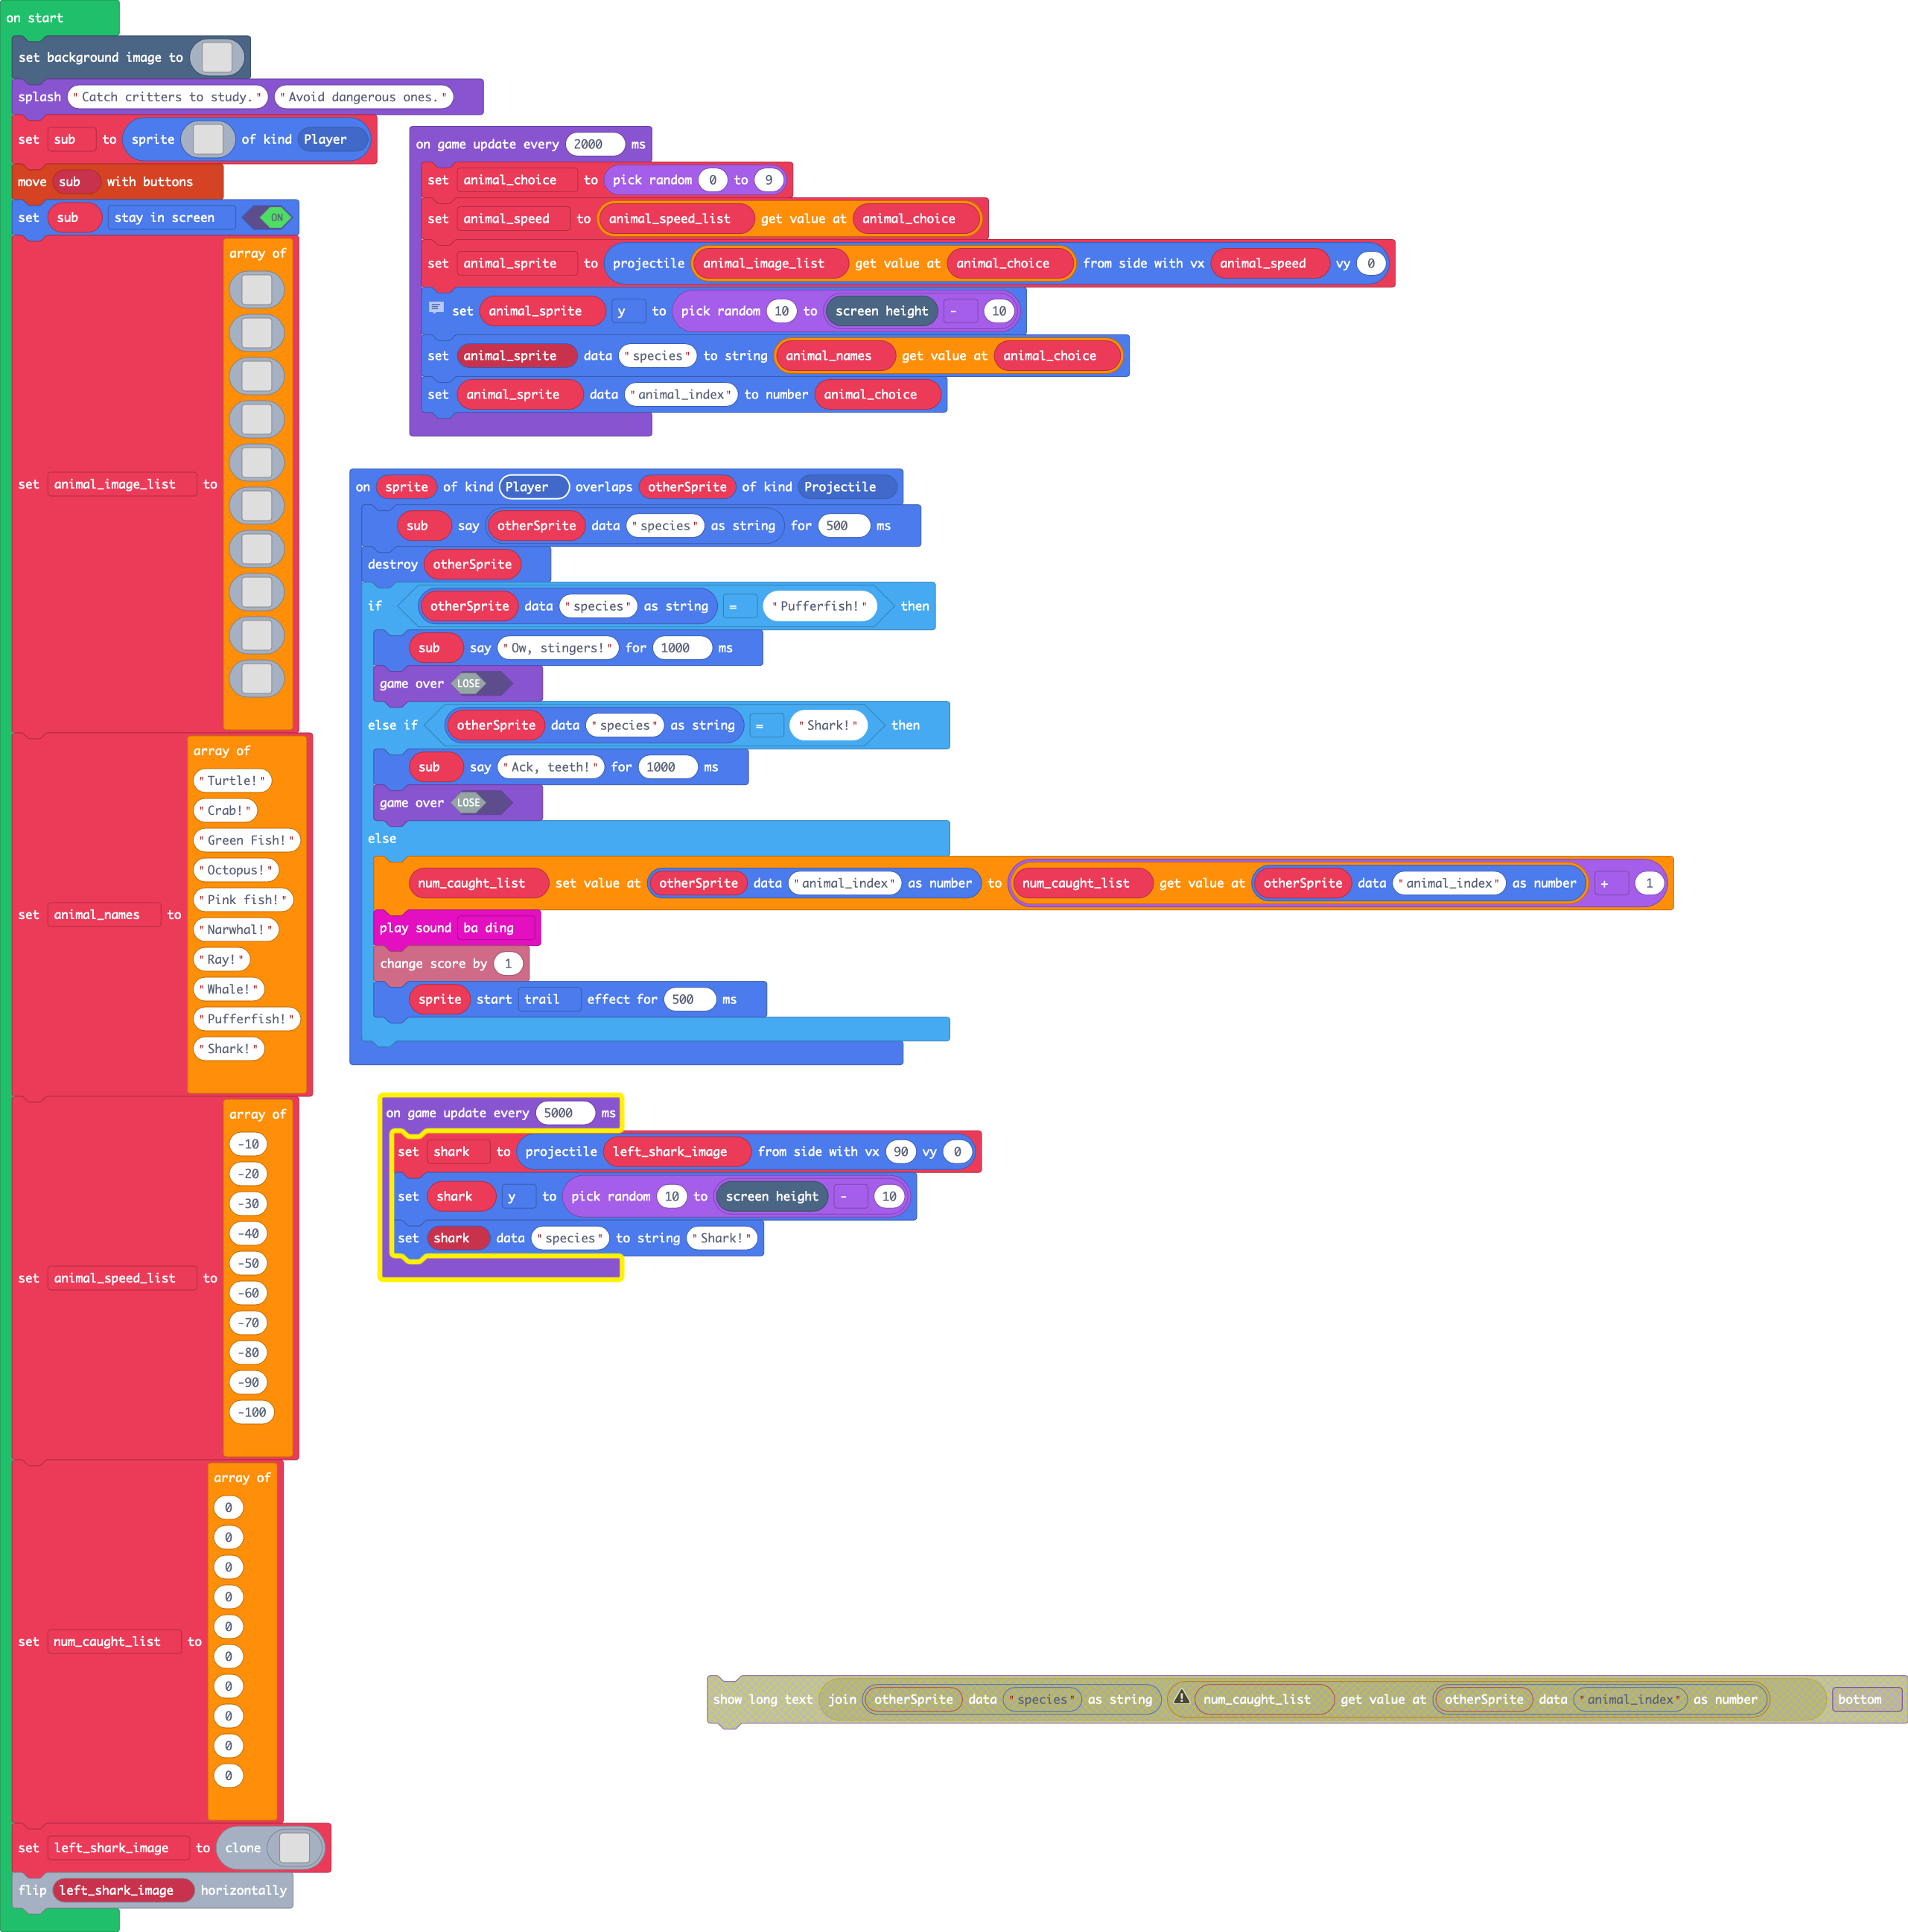 on start
set background image to
splash "Catch critters to study." "Avoid dangerous ones."
set sub to sprite of kind Player
move sub with buttons
set sub stay in screen ON
set animal_image_list to array of
set animal_names to array of
"Turtle!"
"Crab!"
"Green Fish!"
"Octopus!"
"Pink fish!"
"Narwhal!"
"Ray!"
"Whale!"
"Pufferfish!"
"Shark!"
set animal_speed_list to array of
-10
-20
-30
-40
-50
-60
-70
-80
-90
-100
set num_caught_list to array of
0
0
0
0
0
0
0
0
0
0
set left_shark_image to clone
flip left_shark_image horizontally
on game update every 2000 ms
set animal_choice to pick random 0 to 9
set animal_speed to animal_speed_list get value at animal_choice
set animal_sprite to projectile animal_image_list get value at animal_choice from side with vx animal_speed vy 0
set animal_sprite y to pick random 10 to screen height - 10
set animal_sprite data "species" to string animal_names get value at animal_choice
set animal_sprite data "animal_index" to number animal_choice
on sprite of kind Player overlaps otherSprite of kind Projectile
sub say otherSprite data "species" as string for 500 ms
destroy otherSprite
if otherSprite data "species" as string = "Pufferfish!" then
sub say "Ow, stingers!" for 1000 ms
game over LOSE
else if otherSprite data "species" as string = "Shark!" then
sub say "Ack, teeth!" for 1000 ms
game over LOSE
else
num_caught_list set value at otherSprite data "animal_index" as number to num_caught_list get value at otherSprite data "animal_index" as number + 1
play sound ba ding
change score by 1
sprite start trail effect for 500 ms
on game update every 5000 ms
set shark to projectile left_shark_image from side with vx 90 vy 0
set shark y to pick random 10 to screen height - 10
set shark data "species" to string "Shark!"
show long text join otherSprite data "species" as string num_caught_list get value at otherSprite data "animal_index" as number bottom